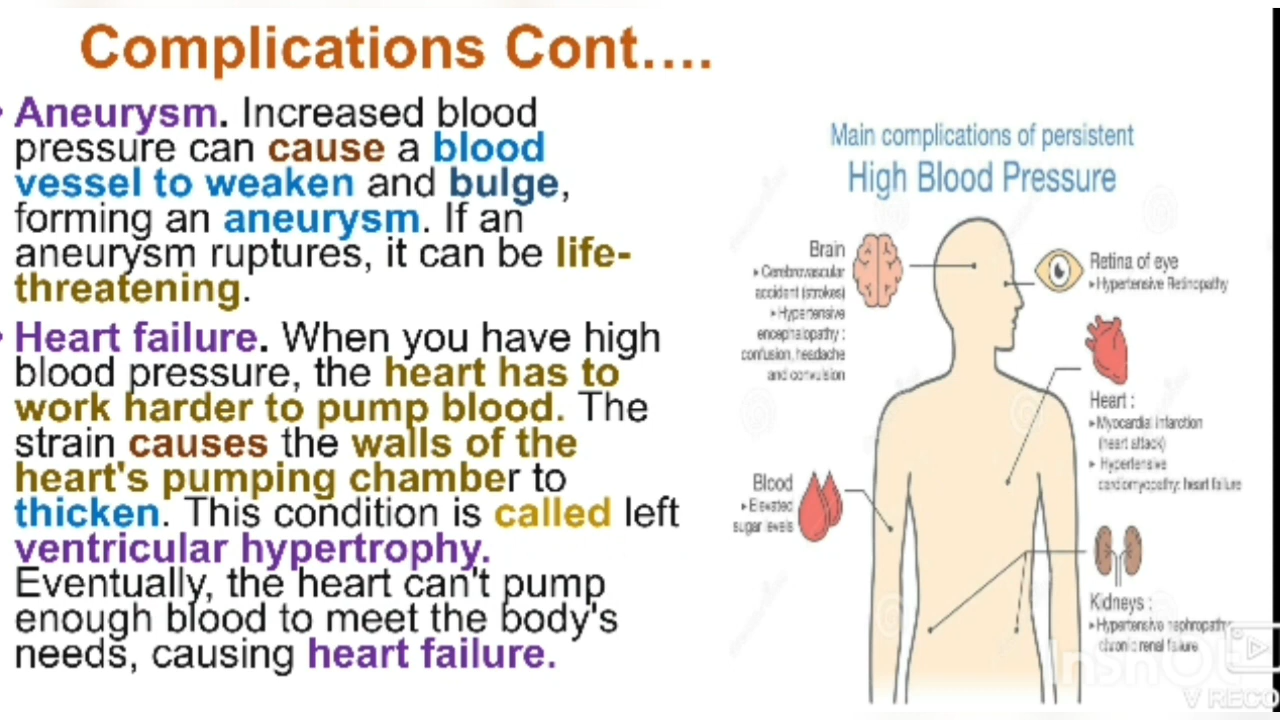 Complications Cont....
• Aneurysm. Increased blood
pressure can cause a blood
vessel to weaken and bulge,
forming an aneurysm. If an
aneurysm ruptures, it can be life-
threatening.
• Heart failure. When you have high
blood pressure, the heart has to
work harder to pump blood. The
strain causes the walls of the
heart's pumping chamber to
thicken. This condition is called left
ventricular hypertrophy.
Eventually, the heart can't pump
enough blood to meet the body's
needs, causing heart failure.
Main complications of persistent
High Blood Pressure
Brain
▸ Cerebrovascular
accident (strokes)
▸ Hypertensive
encephalopathy :
confusion, headache
and convulsion
Retina of eye
▸ Hypertensive Retinopathy
Heart :
▸ Myocardial infarction
(heart attack)
▸ Hypertensive
cardiomyopathy: heart failure
Blood
▸ Elevated
sugar levels
Kidneys :
▸ Hypertensive nephropathy
chronic renal failure